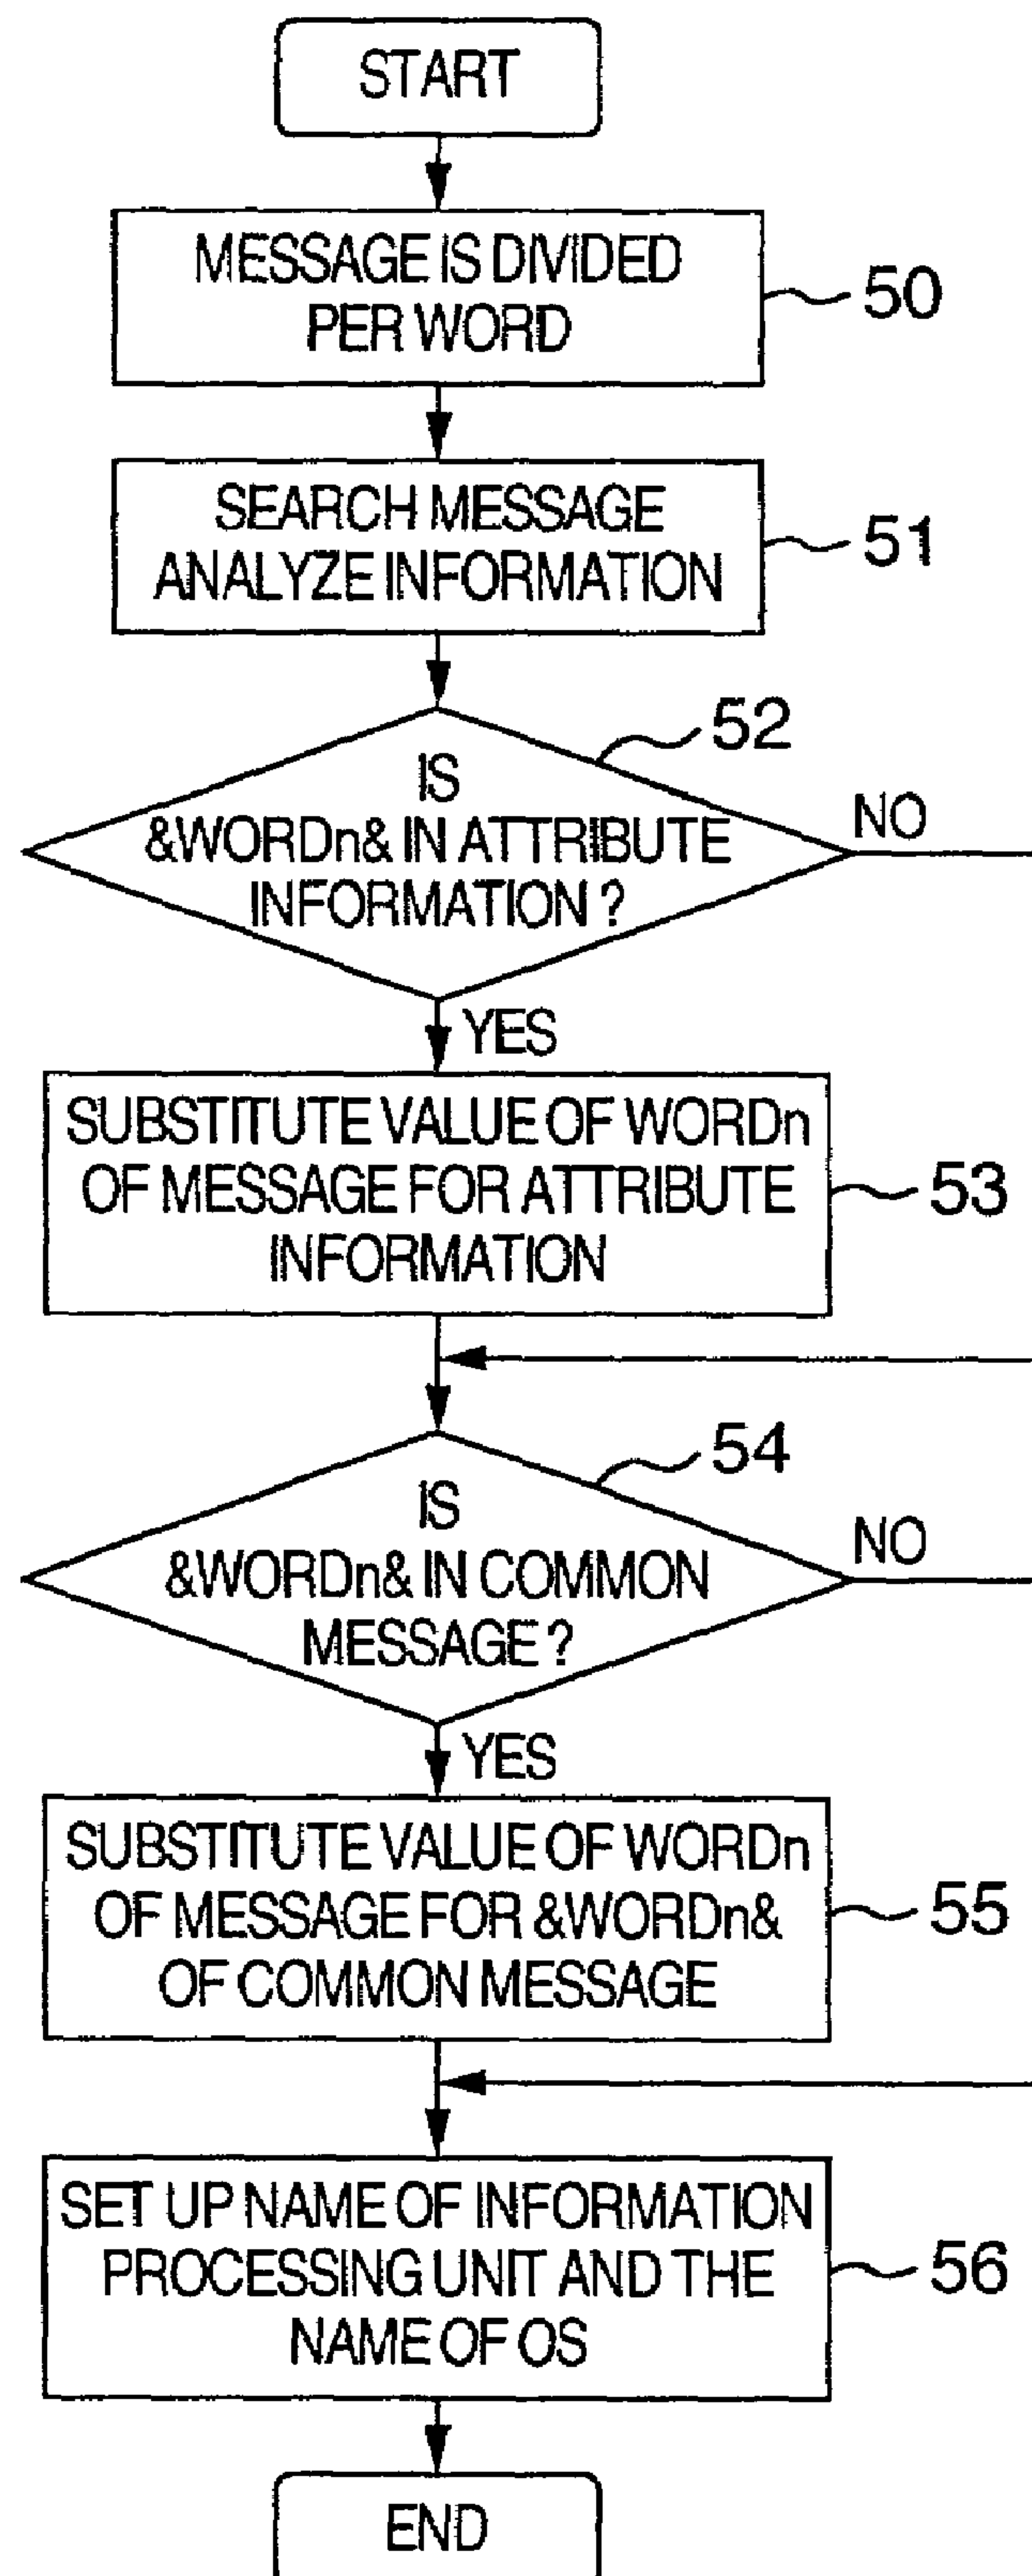 START
MESSAGE IS DIVIDED
PER WORD
50
SEARCH MESSAGE
ANALYZE INFORMATION
51
52
IS
&WORDn& IN ATTRIBUTE
INFORMATION ?
NO
YES
SUBSTITUTE VALUE OF WORDn
OF MESSAGE FOR ATTRIBUTE
INFORMATION
53
54
IS
&WORDn& IN COMMON
MESSAGE ?
NO
YES
SUBSTITUTE VALUE OF WORDn
OF MESSAGE FOR &WORDn&
OF COMMON MESSAGE
55
SET UP NAME OF INFORMATION
PROCESSING UNIT AND THE
NAME OF OS
56
END